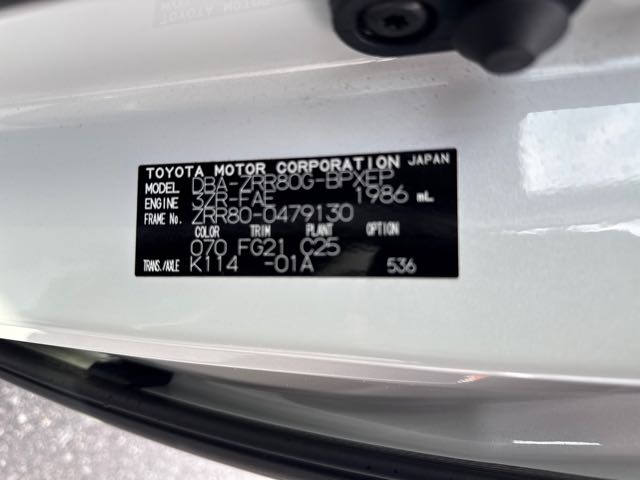 TOYOTA MOTOR CORPORATION JAPAN
MODEL DBA-ZRR80G-BPXEP
ENGINE 3ZR-FAE 1986 mL
FRAME No. ZRR80-0479130
COLOR TRIM PLANT OPTION
070 FG21 C25
TRANS./AXLE K114 -01A 536